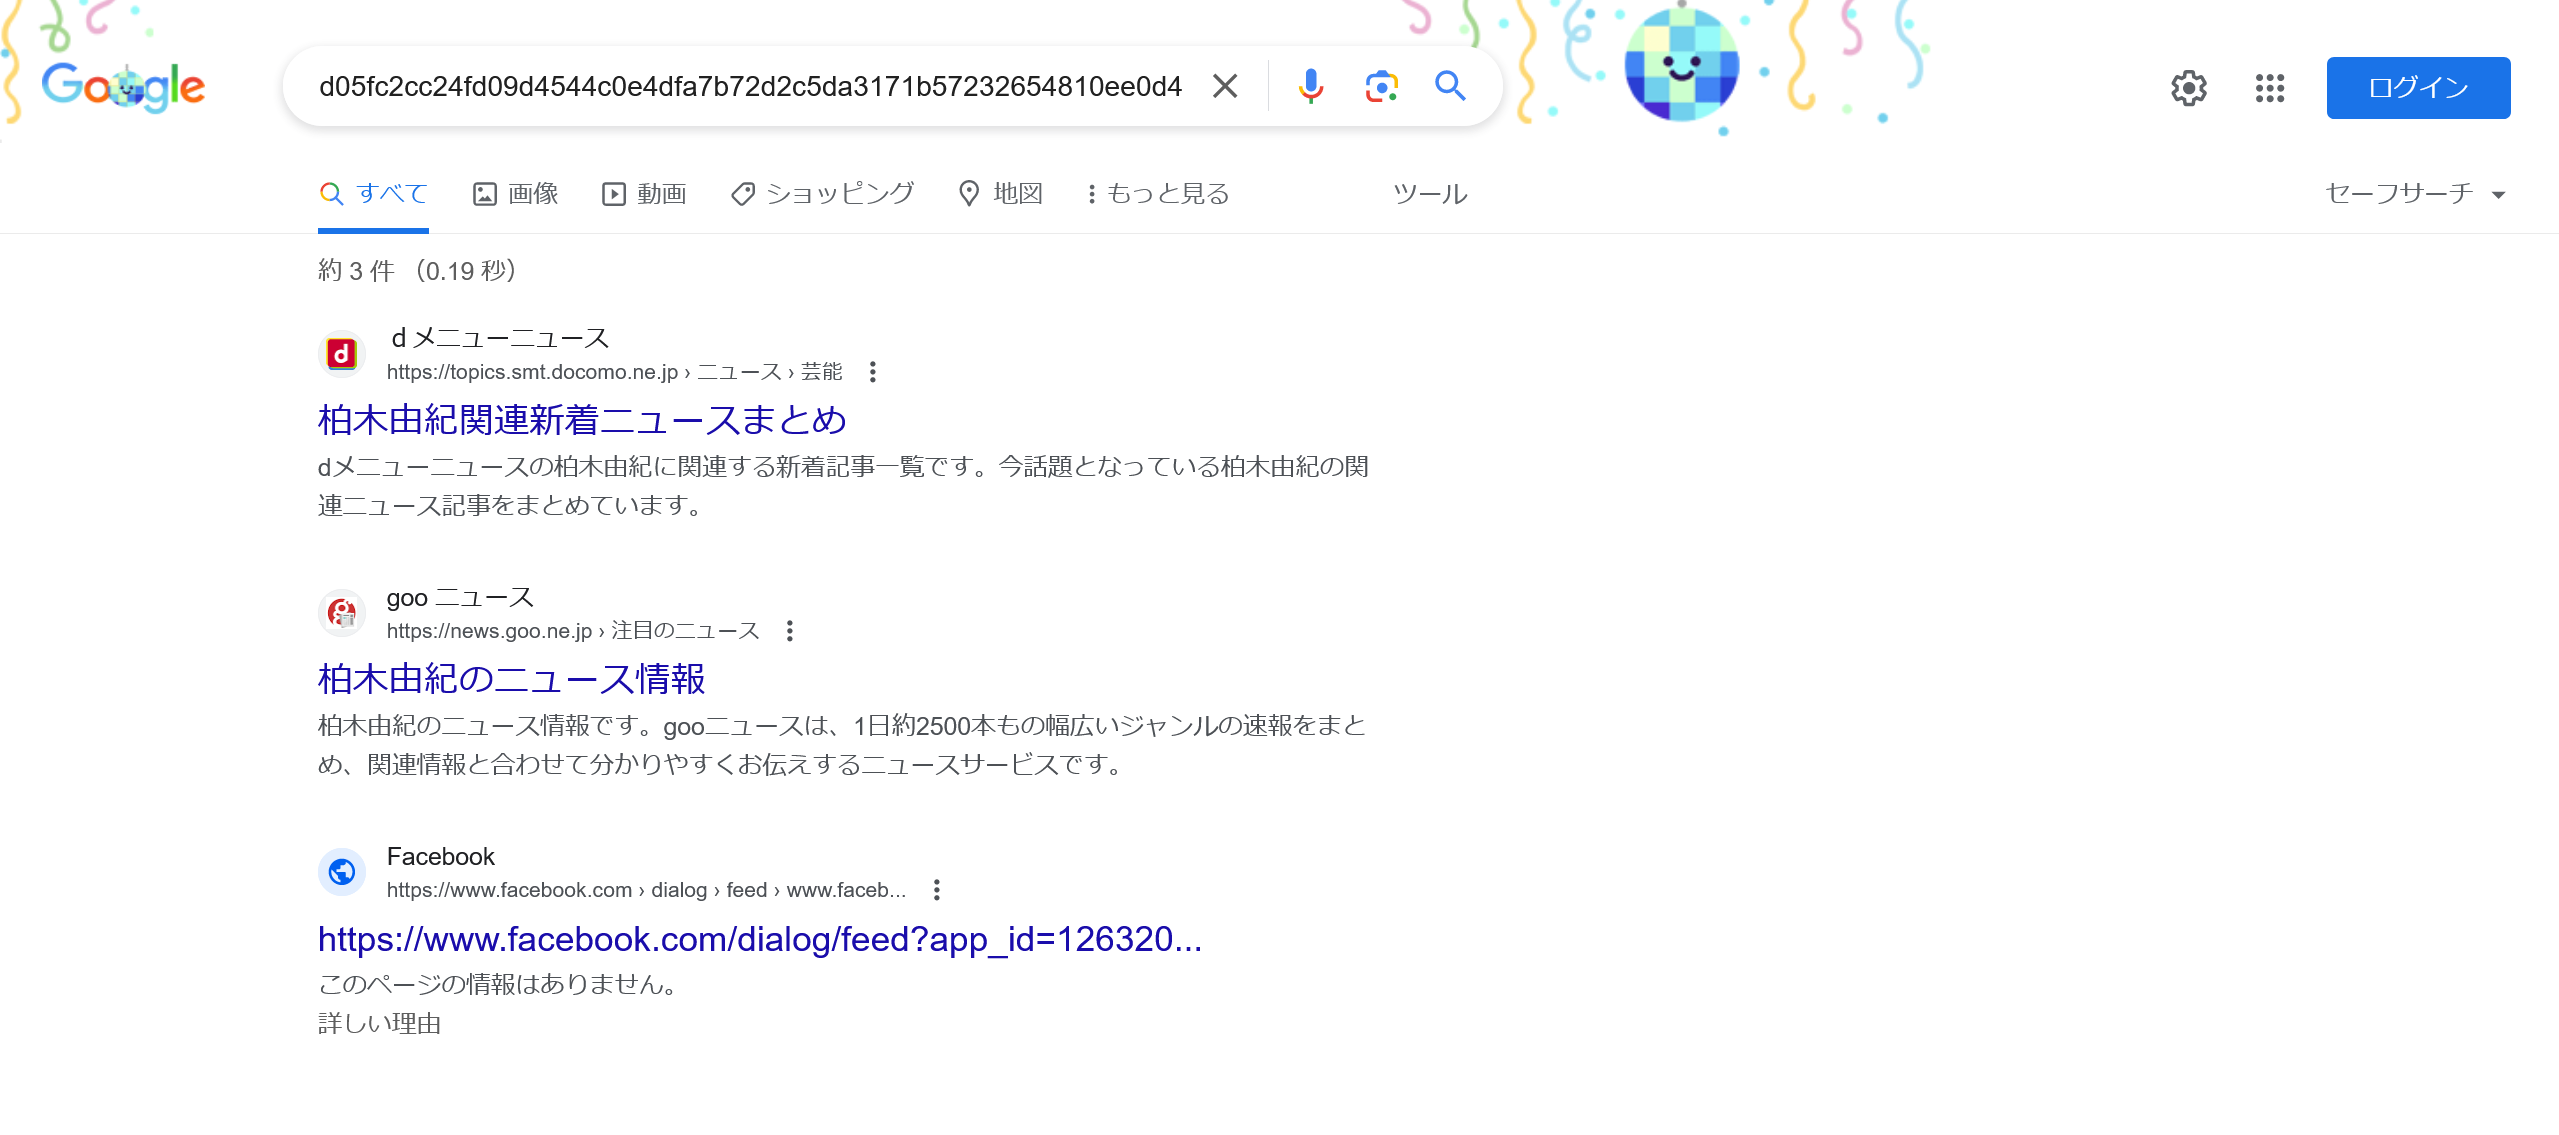 Google
d05fc2cc24fd09d4544c0e4dfa7b72d2c5da3171b57232654810ee0d4
ログイン
すべて 画像 動画 ショッピング 地図 もっと見る ツール セーフサーチ
約 3 件 （0.19 秒）
d メニューニュース
https://topics.smt.docomo.ne.jp › ニュース › 芸能
柏木由紀関連新着ニュースまとめ
dメニューニュースの柏木由紀に関連する新着記事一覧です。今話題となっている柏木由紀の関
連ニュース記事をまとめています。
goo ニュース
https://news.goo.ne.jp › 注目のニュース
柏木由紀のニュース情報
柏木由紀のニュース情報です。gooニュースは、1日約2500本もの幅広いジャンルの速報をまと
め、関連情報と合わせて分かりやすくお伝えするニュースサービスです。
Facebook
https://www.facebook.com › dialog › feed › www.faceb...
https://www.facebook.com/dialog/feed?app_id=126320...
このページの情報はありません。
詳しい理由